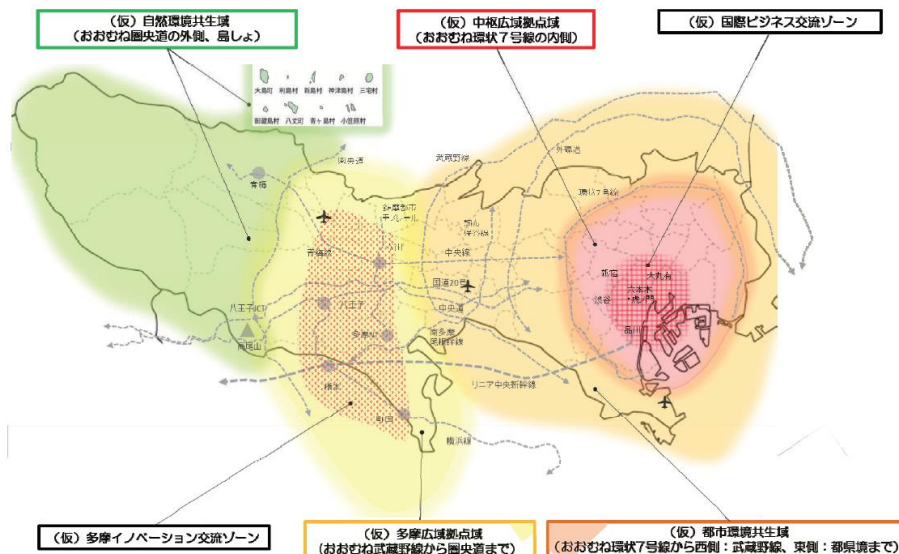 (仮) 自然環境共生域
(おおむね圏央道の外側、島しょ)
(仮) 中枢広域拠点域
(おおむね環状7号線の内側)
(仮) 国際ビジネス交流ゾーン
大島町
利島村
新島村
神津島村
三宅村
御蔵島村
八丈町
青ヶ島村
小笠原村
圏央道
武蔵野線
外環道
青梅
環状7号線
多摩都市
モノレール
立川
青梅線
中央線
新宿
大丸有
国道20号
六本木
・虎ノ門
渋谷
八王子JCT
八王子
中央道
多摩NT
南多摩
尾根幹線
品川
高尾山
橋本
リニア中央新幹線
町田
横浜線
(仮) 多摩イノベーション交流ゾーン
(仮) 多摩広域拠点域
(おおむね武蔵野線から圏央道まで)
(仮) 都市環境共生域
(おおむね環状7号線から西側：武蔵野線、東側：都県境まで)